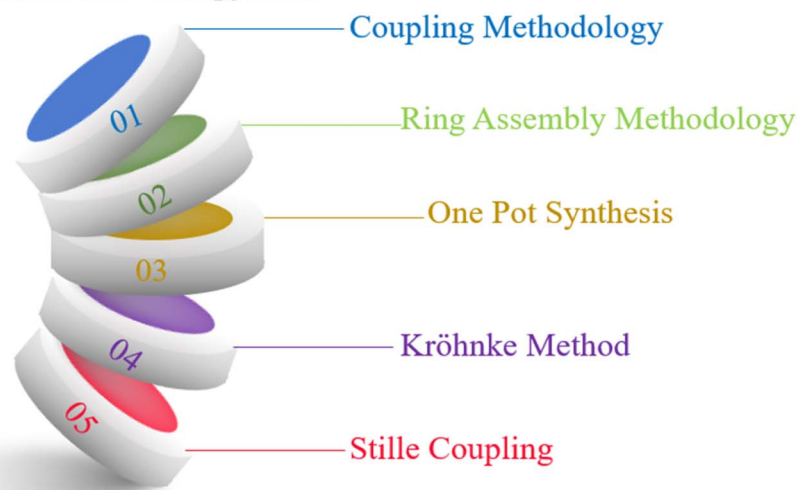 Coupling Methodology
01
Ring Assembly Methodology
02
One Pot Synthesis
03
Kröhnke Method
04
Stille Coupling
05